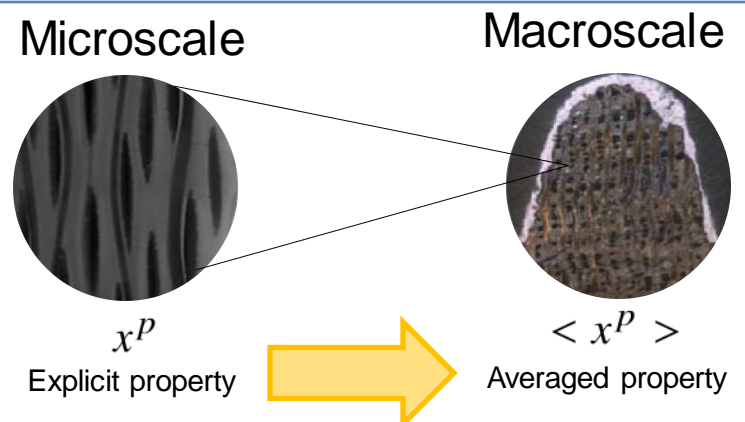 Microscale
Macroscale
x^p
Explicit property
< x^p >
Averaged property